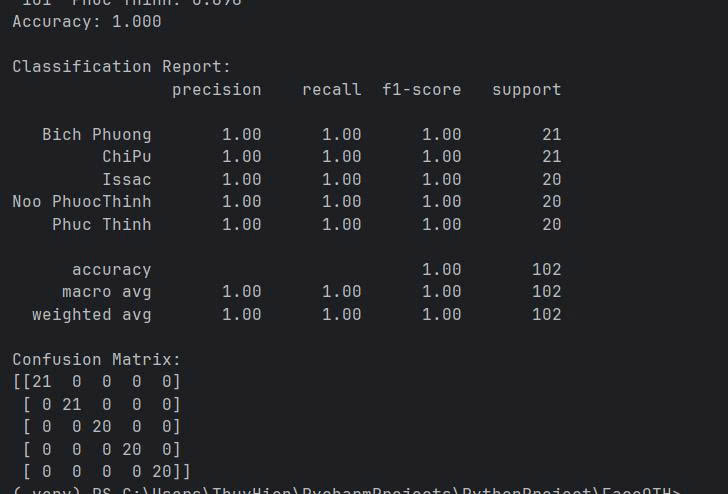 101 Phuc Thinh: 0.896
Accuracy: 1.000
Classification Report:
precision recall f1-score support
Bich Phuong 1.00 1.00 1.00 21
ChiPu 1.00 1.00 1.00 21
Issac 1.00 1.00 1.00 20
Noo PhuocThinh 1.00 1.00 1.00 20
Phuc Thinh 1.00 1.00 1.00 20
accuracy 1.00 102
macro avg 1.00 1.00 1.00 102
weighted avg 1.00 1.00 1.00 102
Confusion Matrix:
[[21 0 0 0 0]
[ 0 21 0 0 0]
[ 0 0 20 0 0]
[ 0 0 0 20 0]
[ 0 0 0 0 20]]
PS C:\Users\ThuyHien\PycharmProjects\PythonProject\FaceQTH>